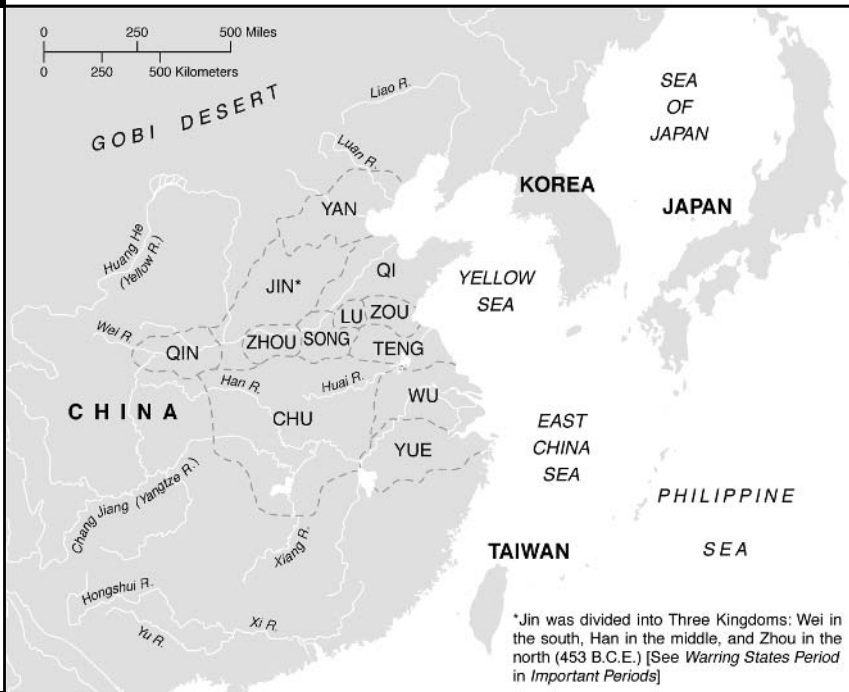 0 250 500 Miles
0 250 500 Kilometers
GOBI DESERT
Liao R.
Luan R.
SEA
OF
JAPAN
KOREA
JAPAN
YAN
Huang He
(Yellow R.)
JIN*
QI
YELLOW
SEA
LU
ZOU
Wei R.
QIN
ZHOU
SONG
TENG
Han R.
Huai R.
CHINA
CHU
WU
YUE
EAST
CHINA
SEA
Chang Jiang (Yangtze R.)
PHILIPPINE
SEA
Xiang R.
TAIWAN
Hongshui R.
Yu R.
Xi R.
*Jin was divided into Three Kingdoms: Wei in
the south, Han in the middle, and Zhou in the
north (453 B.C.E.) [See Warring States Period
in Important Periods]